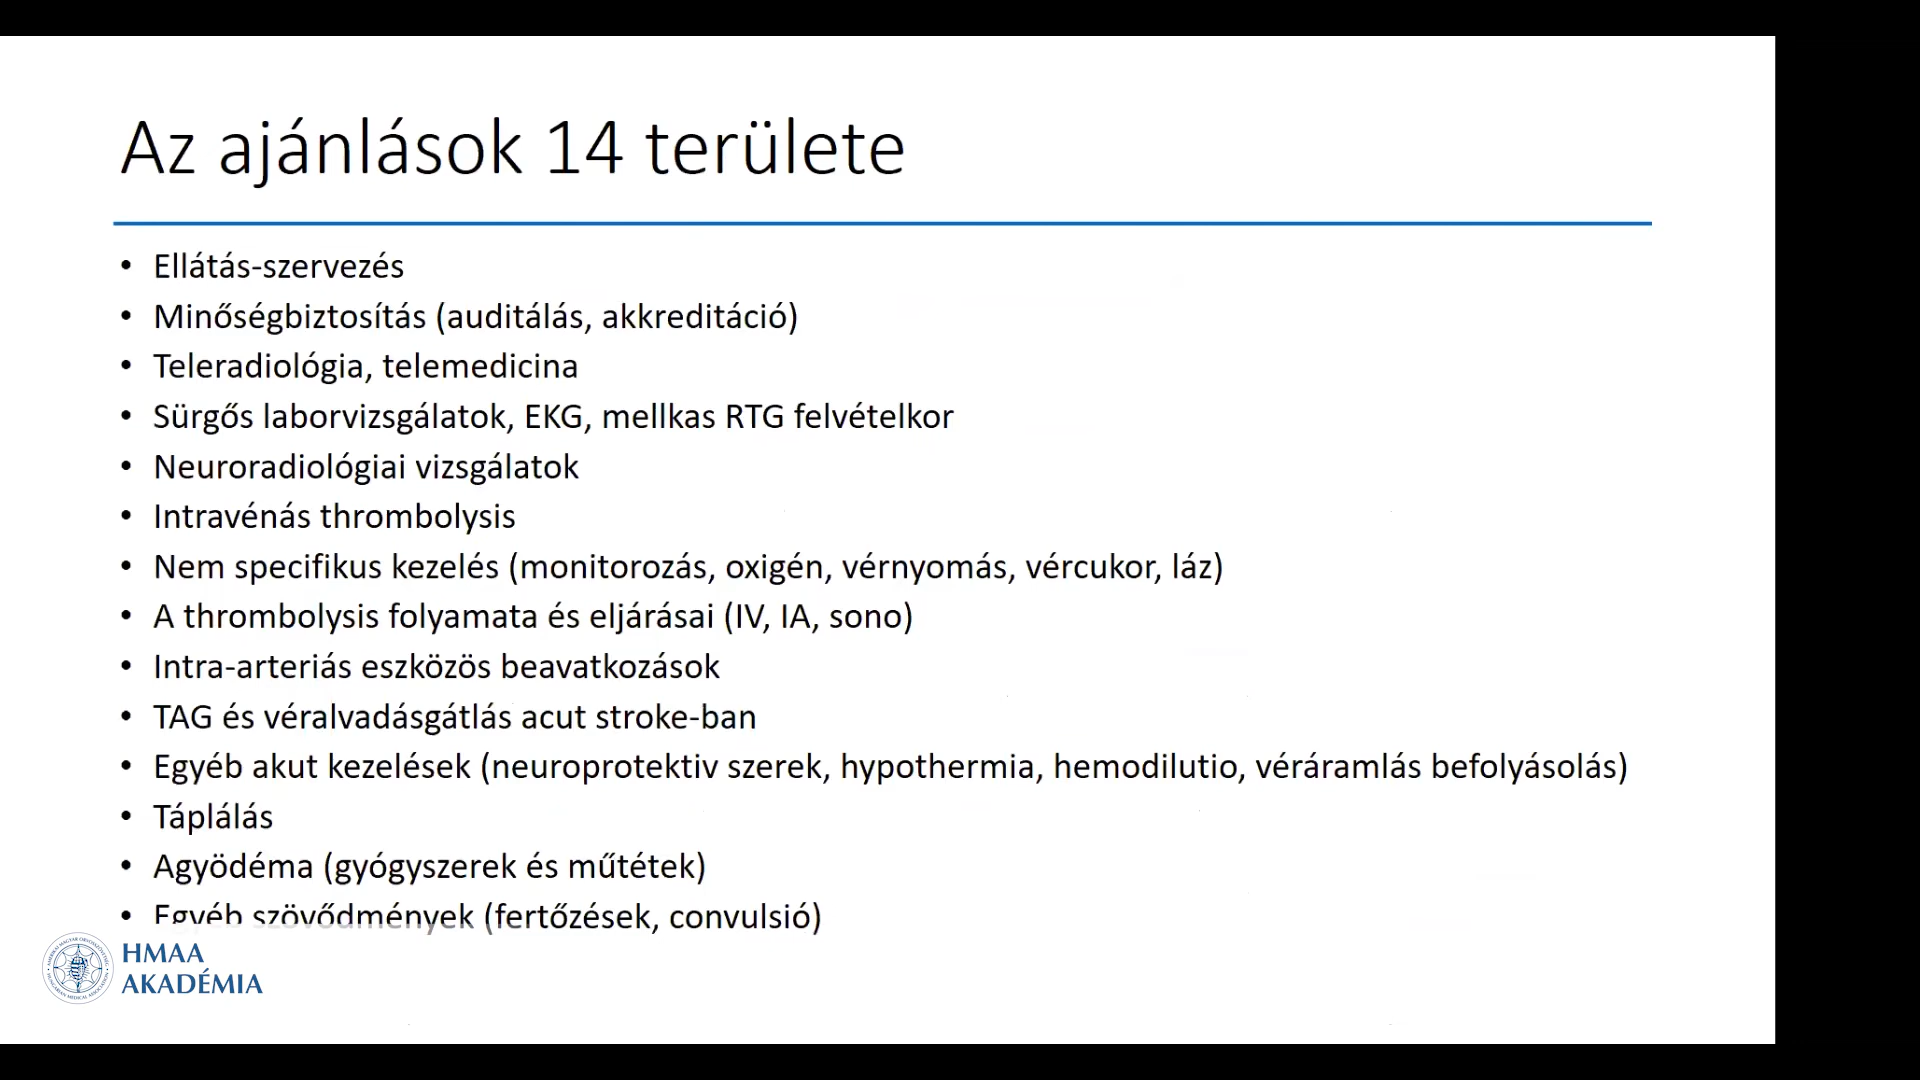 Az ajánlások 14 területe
• Ellátás-szervezés
• Minőségbiztosítás (auditálás, akkreditáció)
• Teleradiológia, telemedicina
• Sürgős laborvizsgálatok, EKG, mellkas RTG felvételkor
• Neuroradiológiai vizsgálatok
• Intravénás thrombolysis
• Nem specifikus kezelés (monitorozás, oxigén, vérnyomás, vércukor, láz)
• A thrombolysis folyamata és eljárásai (IV, IA, sono)
• Intra-arteriás eszközös beavatkozások
• TAG és véralvadásgátlás acut stroke-ban
• Egyéb akut kezelések (neuroprotektiv szerek, hypothermia, hemodilutio, véráramlás befolyásolás)
• Táplálás
• Agyödéma (gyógyszerek és műtétek)
• Egyéb szövődmények (fertőzések, convulsió)
HMAA
AKADÉMIA